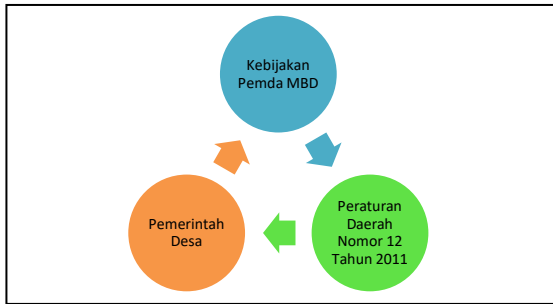 Kebijakan
Pemda MBD
Peraturan
Daerah
Nomor 12
Tahun 2011
Pemerintah
Desa